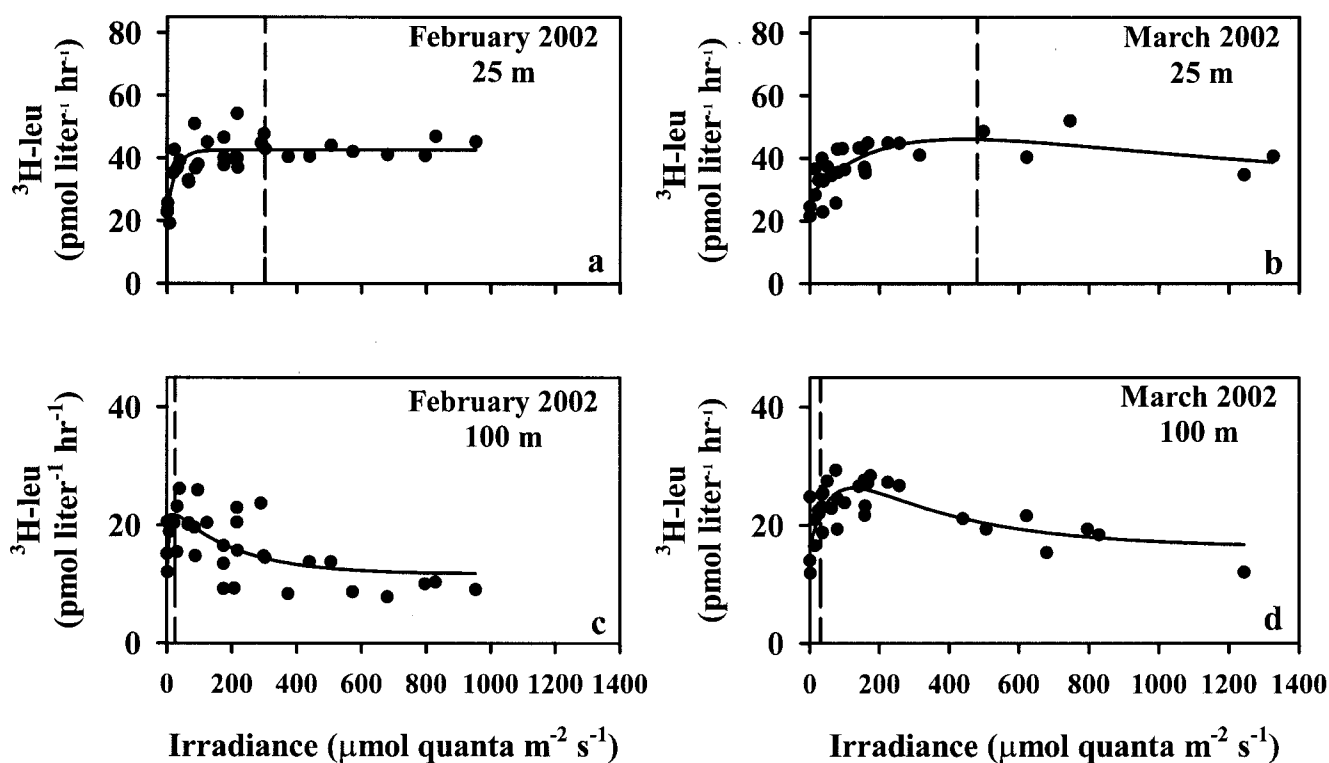 February 2002
25 m
³H-leu
(pmol liter⁻¹ hr⁻¹)
80
60
40
20
0
a
March 2002
25 m
³H-leu
(pmol liter⁻¹ hr⁻¹)
80
60
40
20
0
b
February 2002
100 m
³H-leu
(pmol liter⁻¹ hr⁻¹)
40
20
0
c
0 200 400 600 800 1000 1200 1400
Irradiance (μmol quanta m⁻² s⁻¹)
March 2002
100 m
³H-leu
(pmol liter⁻¹ hr⁻¹)
40
20
0
d
0 200 400 600 800 1000 1200 1400
Irradiance (μmol quanta m⁻² s⁻¹)